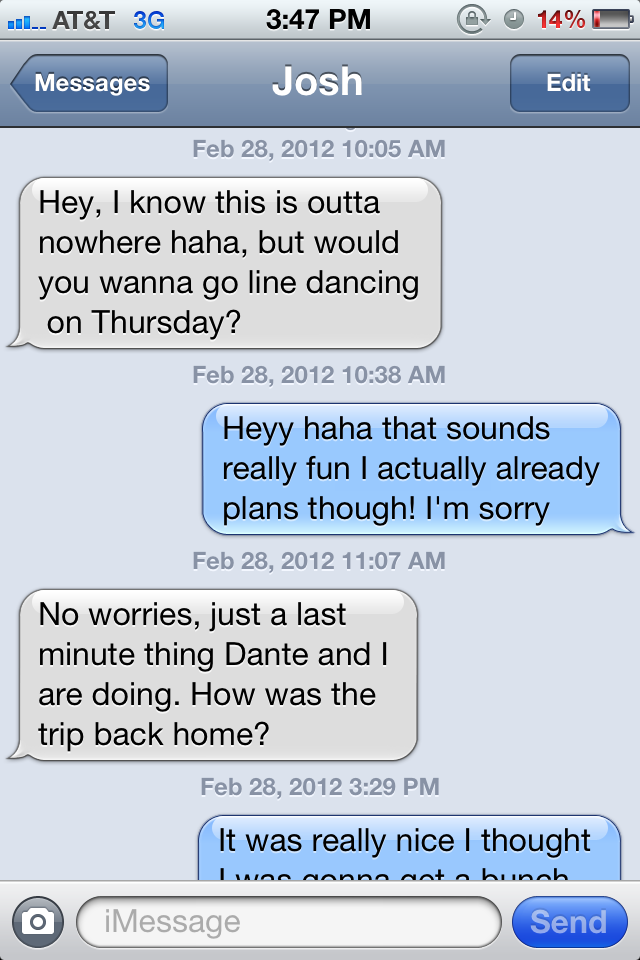 AT&T 3G 3:47 PM 14%
Messages Josh Edit
Feb 28, 2012 10:05 AM
Hey, I know this is outta
nowhere haha, but would
you wanna go line dancing
on Thursday?
Feb 28, 2012 10:38 AM
Heyy haha that sounds
really fun I actually already
plans though! I'm sorry
Feb 28, 2012 11:07 AM
No worries, just a last
minute thing Dante and I
are doing. How was the
trip back home?
Feb 28, 2012 3:29 PM
It was really nice I thought
I was gonna get a bunch
iMessage Send